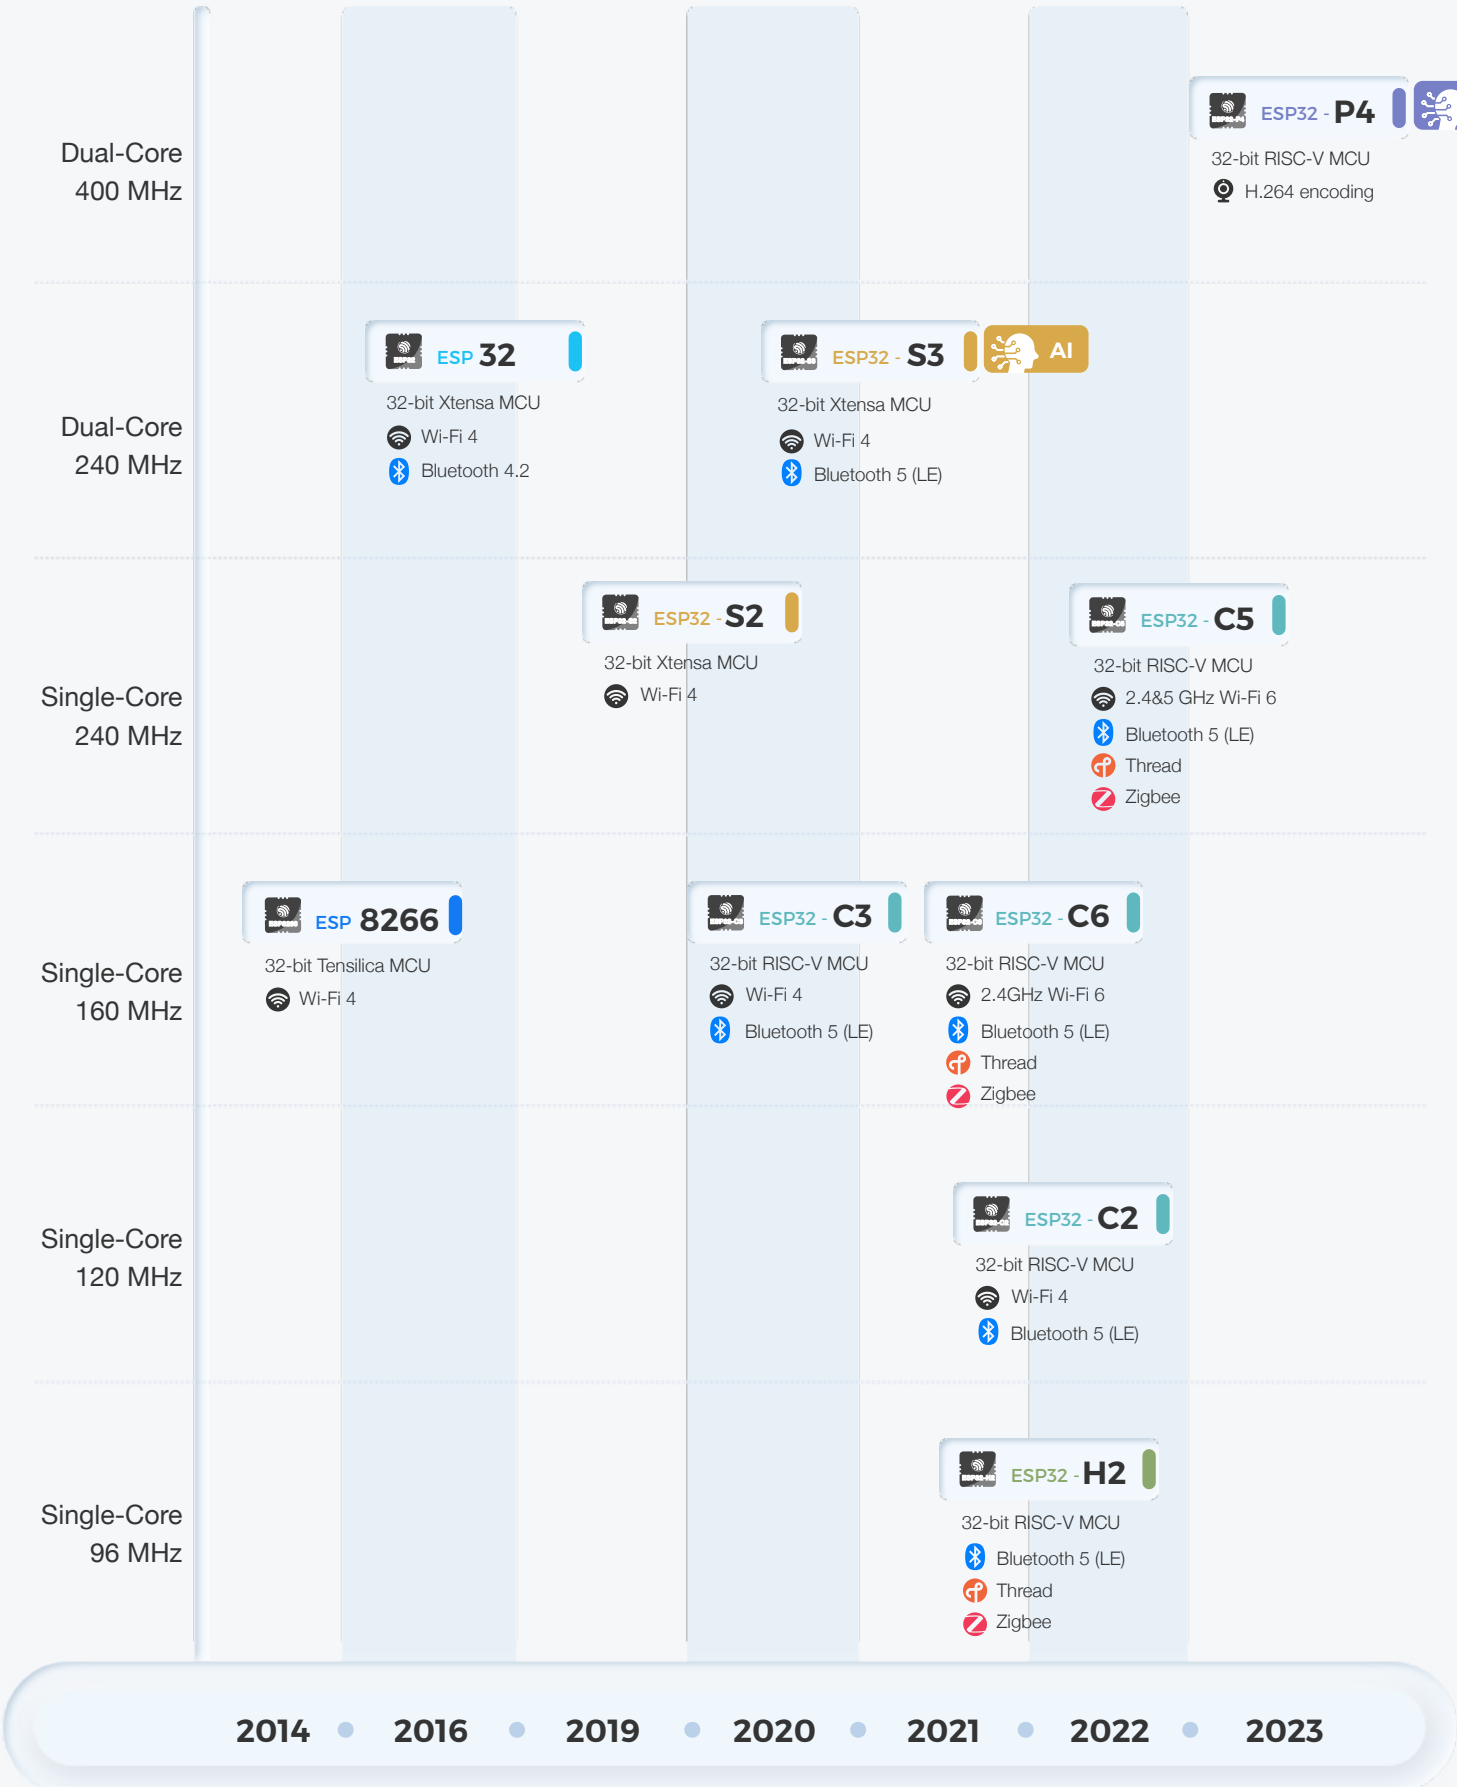 Dual-Core
400 MHz
ESP32 - P4
32-bit RISC-V MCU
H.264 encoding
Dual-Core
240 MHz
ESP 32
32-bit Xtensa MCU
Wi-Fi 4
Bluetooth 4.2
ESP32 - S3
AI
32-bit Xtensa MCU
Wi-Fi 4
Bluetooth 5 (LE)
Single-Core
240 MHz
ESP32 - S2
32-bit Xtensa MCU
Wi-Fi 4
ESP32 - C5
32-bit RISC-V MCU
2.4&5 GHz Wi-Fi 6
Bluetooth 5 (LE)
Thread
Zigbee
Single-Core
160 MHz
ESP 8266
32-bit Tensilica MCU
Wi-Fi 4
ESP32 - C3
32-bit RISC-V MCU
Wi-Fi 4
Bluetooth 5 (LE)
ESP32 - C6
32-bit RISC-V MCU
2.4GHz Wi-Fi 6
Bluetooth 5 (LE)
Thread
Zigbee
Single-Core
120 MHz
ESP32 - C2
32-bit RISC-V MCU
Wi-Fi 4
Bluetooth 5 (LE)
Single-Core
96 MHz
ESP32 - H2
32-bit RISC-V MCU
Bluetooth 5 (LE)
Thread
Zigbee
2014 2016 2019 2020 2021 2022 2023